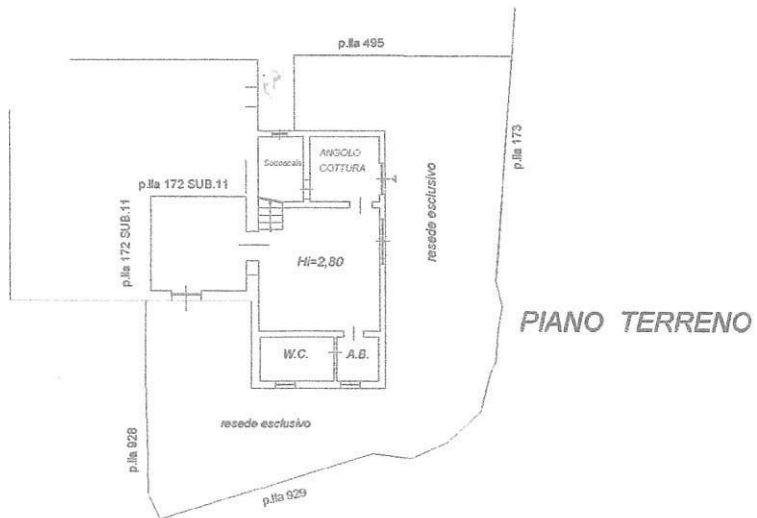 p.lla 495
p.lla 173
Sottoscala
ANGOLO
COTTURA
p.lla 172 SUB.11
p.lla 172 SUB.11
resede esclusivo
Hi=2,80
PIANO TERRENO
W.C.
A.B.
resede esclusivo
p.lla 928
p.lla 929